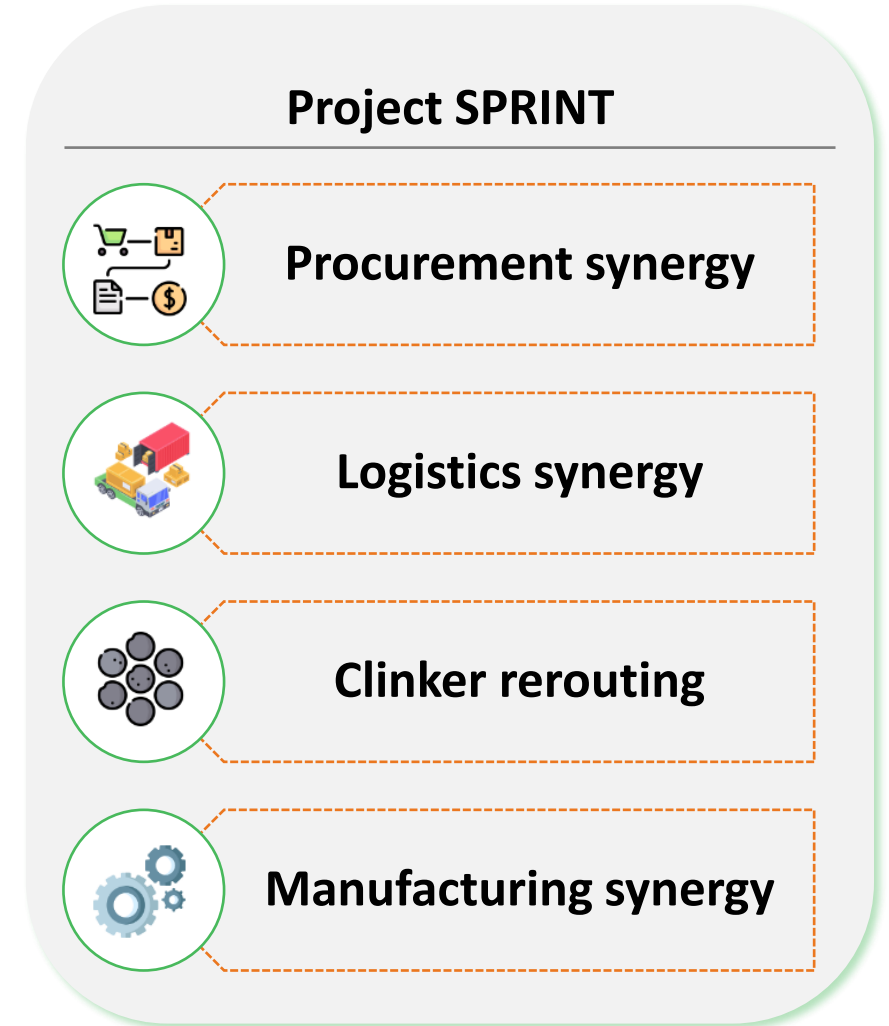 Project SPRINT
Procurement synergy
Logistics synergy
Clinker rerouting
Manufacturing synergy